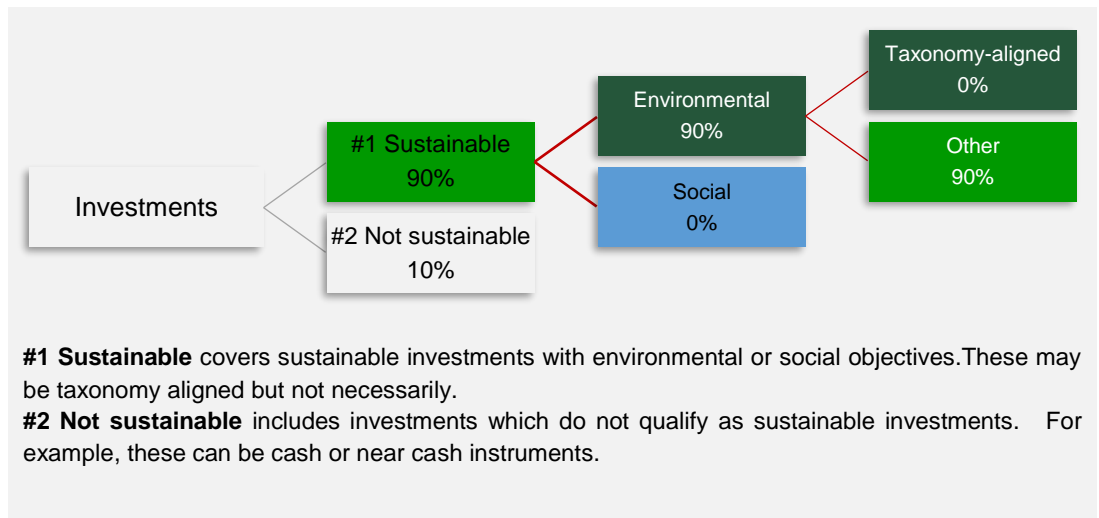 Investments
#1 Sustainable
90%
#2 Not sustainable
10%
Environmental
90%
Social
0%
Taxonomy-aligned
0%
Other
90%
#1 Sustainable covers sustainable investments with environmental or social objectives.These may
be taxonomy aligned but not necessarily.
#2 Not sustainable includes investments which do not qualify as sustainable investments. For
example, these can be cash or near cash instruments.